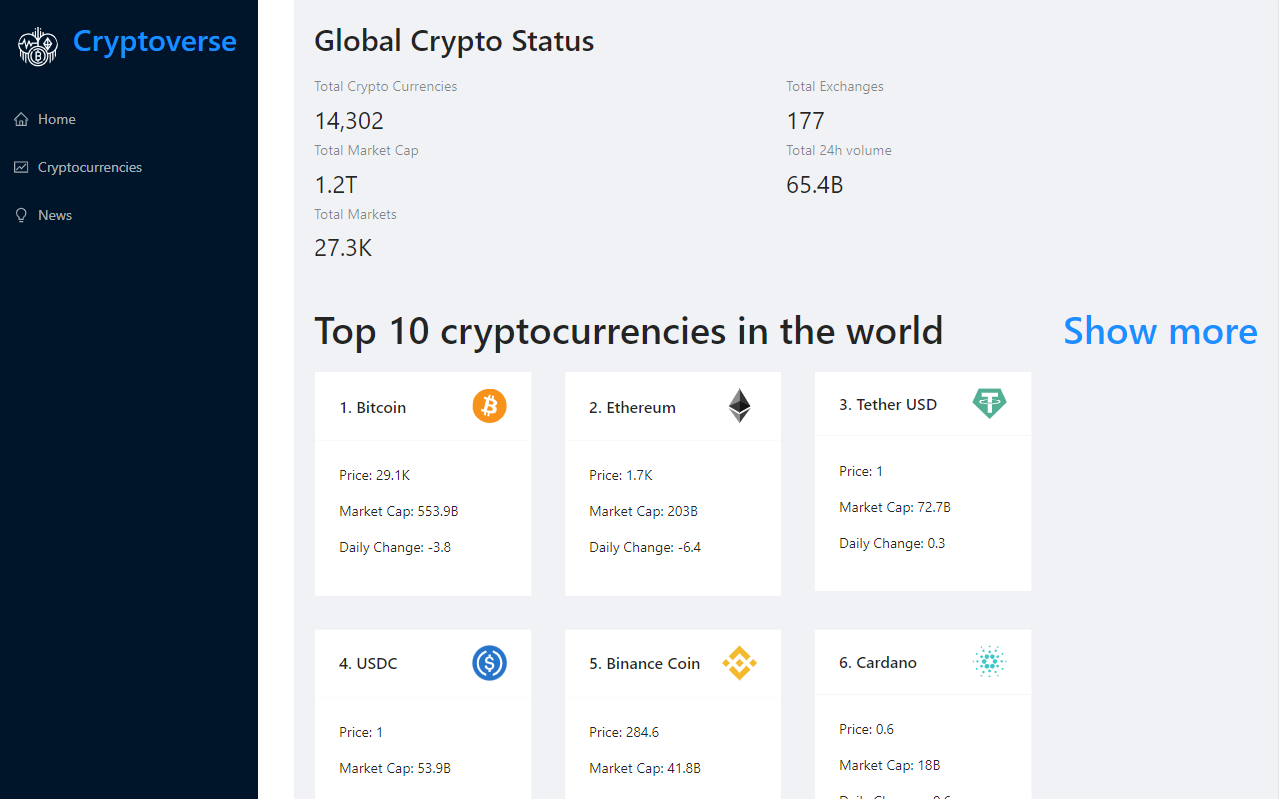 Cryptoverse
Home
Cryptocurrencies
News
Global Crypto Status
Total Crypto Currencies
14,302
Total Exchanges
177
Total Market Cap
1.2T
Total 24h volume
65.4B
Total Markets
27.3K
Top 10 cryptocurrencies in the world
Show more
1. Bitcoin
Price: 29.1K
Market Cap: 553.9B
Daily Change: -3.8
2. Ethereum
Price: 1.7K
Market Cap: 203B
Daily Change: -6.4
3. Tether USD
Price: 1
Market Cap: 72.7B
Daily Change: 0.3
4. USDC
Price: 1
Market Cap: 53.9B
5. Binance Coin
Price: 284.6
Market Cap: 41.8B
6. Cardano
Price: 0.6
Market Cap: 18B